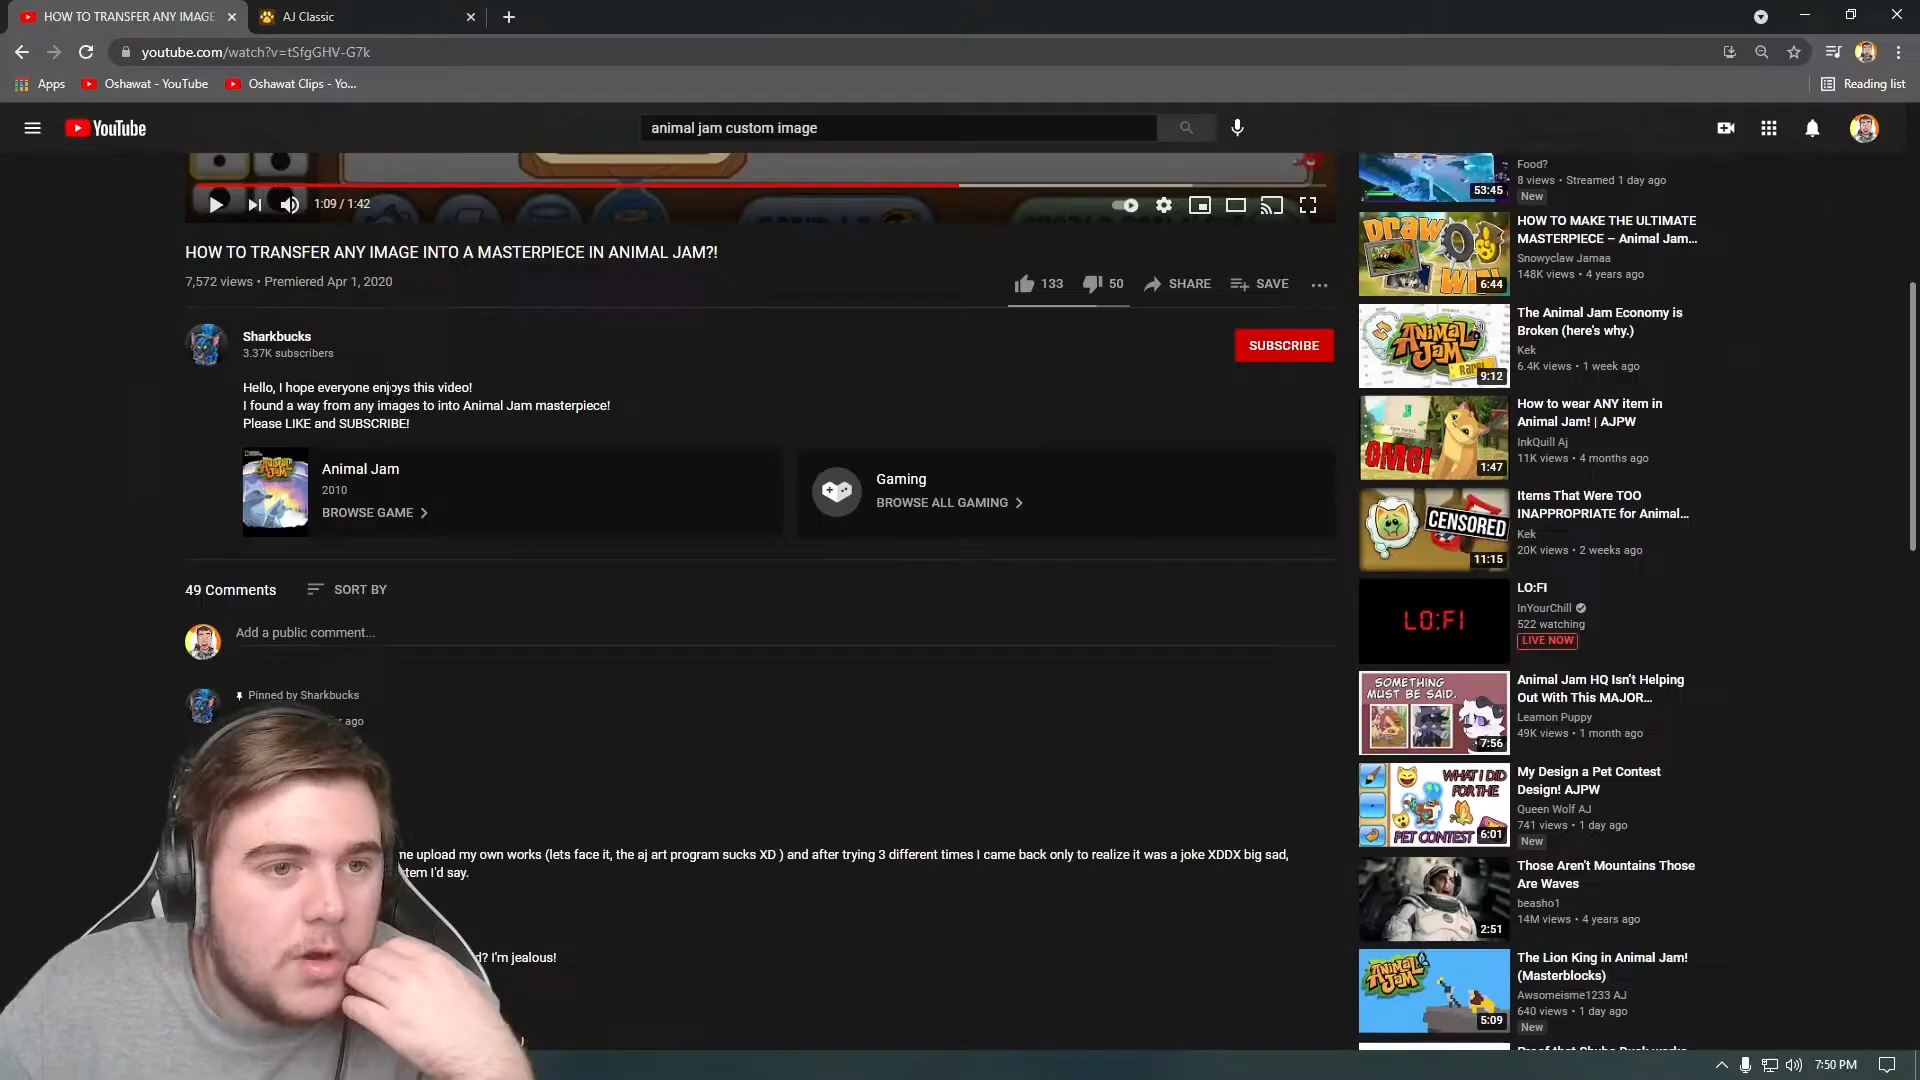 HOW TO TRANSFER ANY IMAGE
AJ Classic
youtube.com/watch?v=tSfgGHV-G7k
Apps
Oshawat - YouTube
Oshawat Clips - Yo...
Reading list
YouTube
animal jam custom image
1:09 / 1:42
HOW TO TRANSFER ANY IMAGE INTO A MASTERPIECE IN ANIMAL JAM?!
7,572 views • Premiered Apr 1, 2020
133
50
SHARE
SAVE
Sharkbucks
3.37K subscribers
SUBSCRIBE
Hello, I hope everyone enjoys this video!
I found a way from any images to into Animal Jam masterpiece!
Please LIKE and SUBSCRIBE!
Animal Jam
2010
BROWSE GAME
Gaming
BROWSE ALL GAMING
49 Comments
SORT BY
Add a public comment...
Pinned by Sharkbucks
ago
me upload my own works (lets face it, the aj art program sucks XD ) and after trying 3 different times I came back only to realize it was a joke XDDX big sad,
I'd say.
I'm jealous!
Food?
8 views • Streamed 1 day ago
New
53:45
HOW TO MAKE THE ULTIMATE
MASTERPIECE – Animal Jam...
Snowyclaw Jamaa
148K views • 4 years ago
DRAW
WIN
6:44
The Animal Jam Economy is
Broken (here's why.)
Kek
6.4K views • 1 week ago
ANIMAL JAM
9:12
How to wear ANY item in
Animal Jam! | AJPW
InkQuill Aj
11K views • 4 months ago
OMG!
1:47
Items That Were TOO
INAPPROPRIATE for Animal...
Kek
20K views • 2 weeks ago
CENSORED
11:15
LO:FI
InYourChill
522 watching
LIVE NOW
LO:FI
Animal Jam HQ Isn't Helping
Out With This MAJOR...
Leamon Puppy
49K views • 1 month ago
SOMETHING
MUST BE SAID.
7:56
My Design a Pet Contest
Design! AJPW
Queen Wolf AJ
741 views • 1 day ago
New
WHAT I DID
FOR THE
PET CONTEST
6:01
Those Aren't Mountains Those
Are Waves
beasho1
14M views • 4 years ago
2:51
The Lion King in Animal Jam!
(Masterblocks)
Awsomeisme1233 AJ
640 views • 1 day ago
New
ANIMAL JAM
5:09
7:50 PM